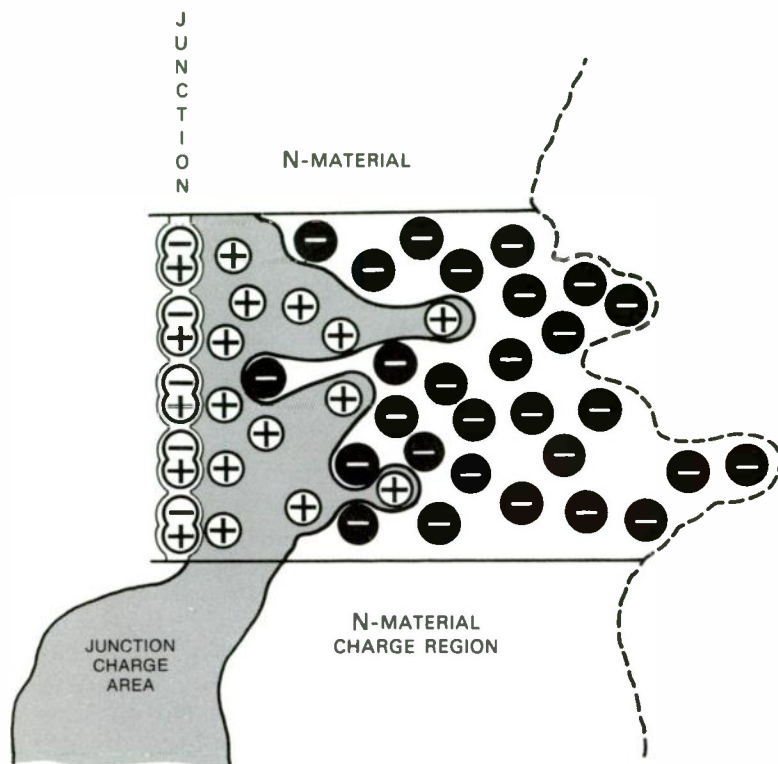 JUNCTION
N-MATERIAL
N-MATERIAL
CHARGE REGION
JUNCTION
CHARGE
AREA